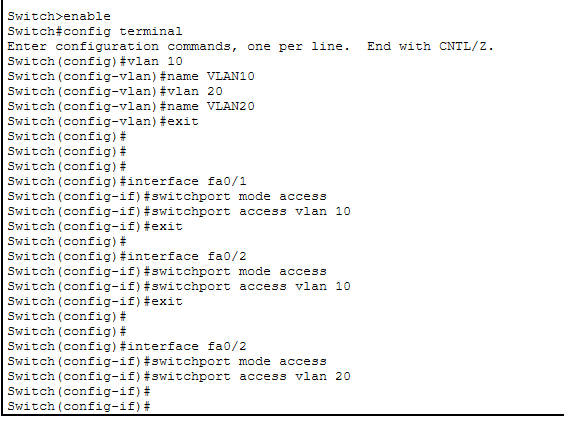 Switch>enable
Switch#config terminal
Enter configuration commands, one per line.  End with CNTL/Z.
Switch(config)#vlan 10
Switch(config-vlan)#name VLAN10
Switch(config-vlan)#vlan 20
Switch(config-vlan)#name VLAN20
Switch(config-vlan)#exit
Switch(config)#
Switch(config)#
Switch(config)#
Switch(config)#interface fa0/1
Switch(config-if)#switchport mode access
Switch(config-if)#switchport access vlan 10
Switch(config-if)#exit
Switch(config)#
Switch(config)#interface fa0/2
Switch(config-if)#switchport mode access
Switch(config-if)#switchport access vlan 10
Switch(config-if)#exit
Switch(config)#
Switch(config)#
Switch(config)#interface fa0/2
Switch(config-if)#switchport mode access
Switch(config-if)#switchport access vlan 20
Switch(config-if)#
Switch(config-if)#